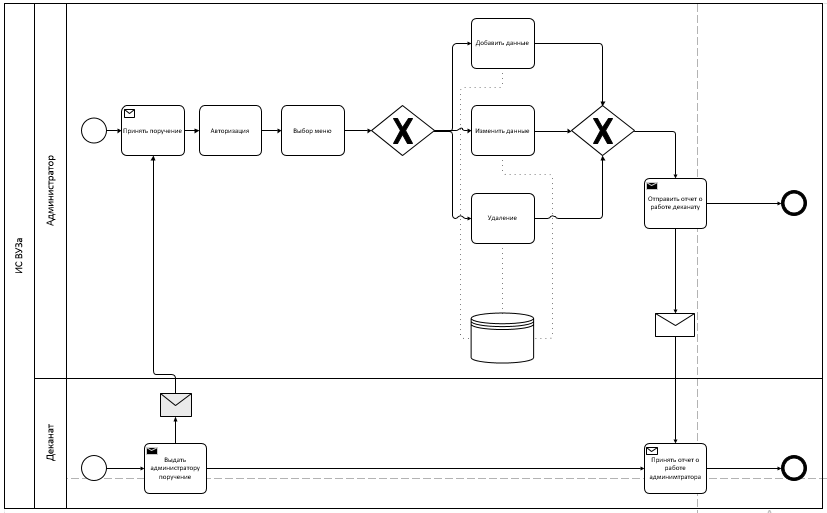 ИС ВУЗа
Администратор
Добавить данные
Принять поручение
Авторизация
Выбор меню
Изменить данные
Удаление
Отправить отчет о
работе деканату
Деканат
Выдать
администратору
поручение
Принять отчет о
работе
админимтратора